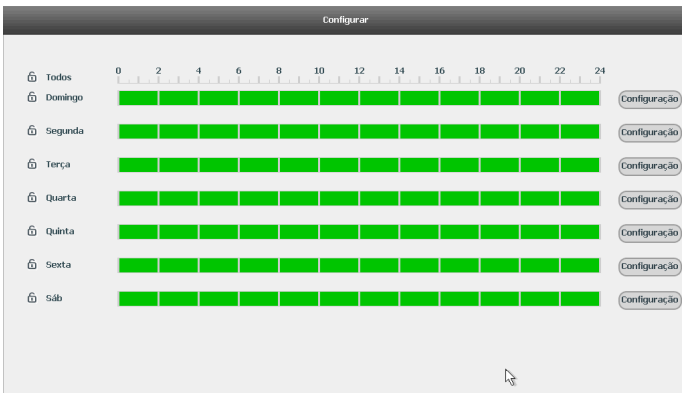 Configurar
Todos 0 2 4 6 8 10 12 14 16 18 20 22 24
Domingo Configuração
Segunda Configuração
Terça Configuração
Quarta Configuração
Quinta Configuração
Sexta Configuração
Sáb Configuração